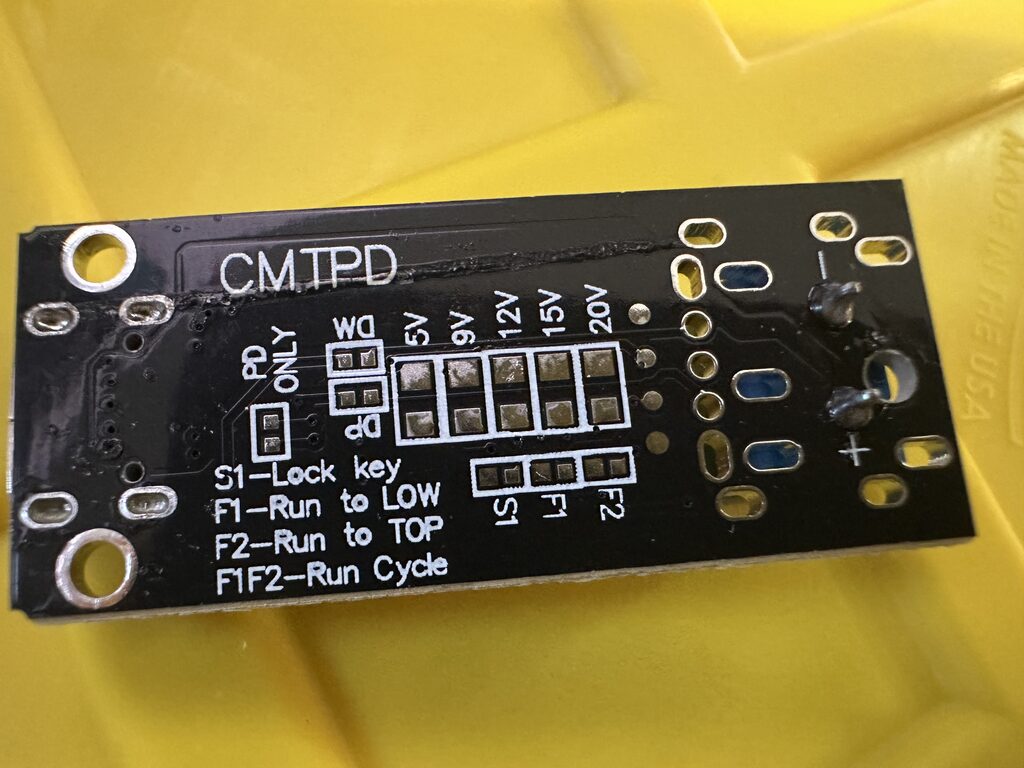 CMTPD
PD ONLY
DM
DP
5V 9V 12V 15V 20V
S1 F1 F2
S1-Lock key
F1-Run to LOW
F2-Run to TOP
F1F2-Run Cycle
-
+
MADE IN THE USA